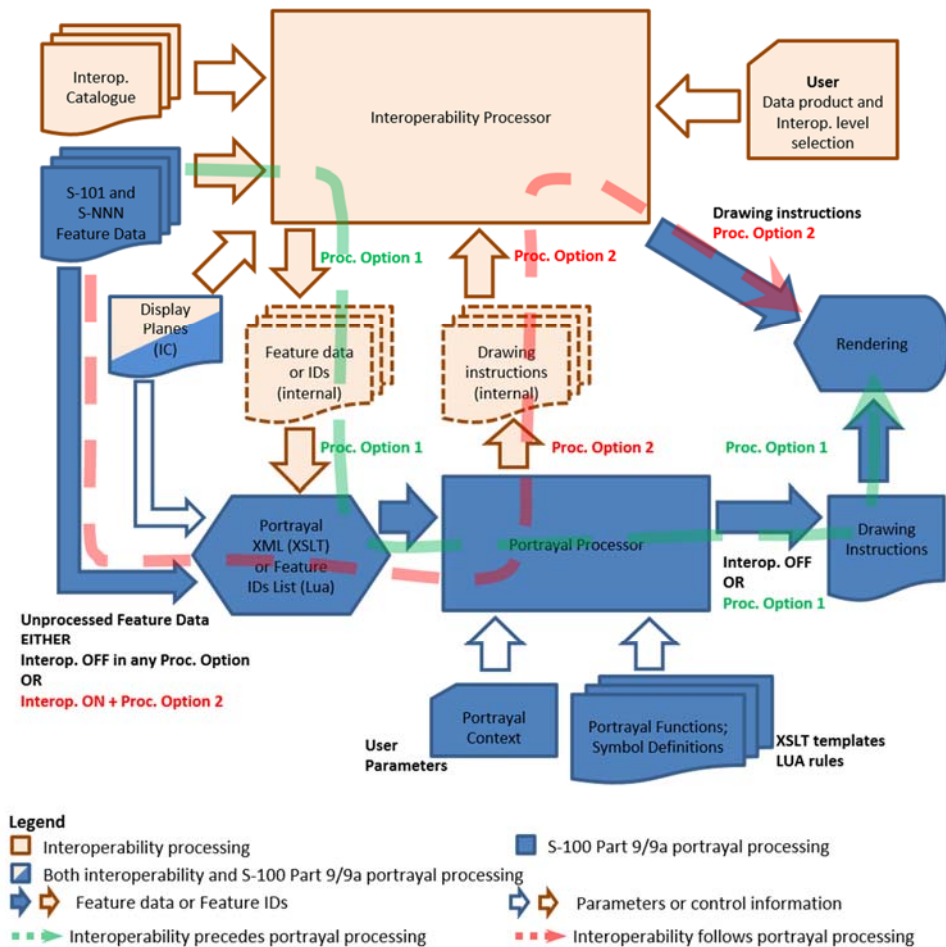 Interop.
Catalogue
Interoperability Processor
User
Data product and
Interop. level
selection
S-101 and
S-NNN
Feature Data
Drawing instructions
Proc. Option 2
Proc. Option 1
Proc. Option 2
Display
Planes
(IC)
Feature data
or IDs
(internal)
Drawing
instructions
(internal)
Rendering
Proc. Option 1
Proc. Option 2
Proc. Option 1
Portrayal
XML (XSLT)
or Feature
IDs List (Lua)
Portrayal Processor
Drawing
Instructions
Interop. OFF
OR
Proc. Option 1
Unprocessed Feature Data
EITHER
Interop. OFF in any Proc. Option
OR
Interop. ON + Proc. Option 2
User
Parameters
Portrayal
Context
Portrayal Functions;
Symbol Definitions
XSLT templates
LUA rules
Legend
Interoperability processing
S-100 Part 9/9a portrayal processing
Both interoperability and S-100 Part 9/9a portrayal processing
Feature data or Feature IDs
Parameters or control information
Interoperability precedes portrayal processing
Interoperability follows portrayal processing